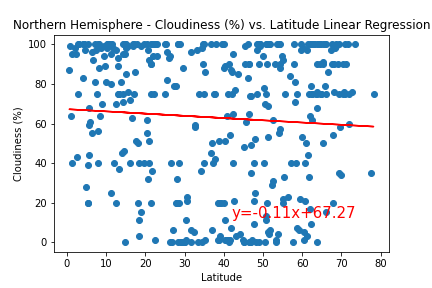 Northern Hemisphere - Cloudiness (%) vs. Latitude Linear Regression
100
80
60
40
20
0
Cloudiness (%)
y=-0.11x+67.27
0 10 20 30 40 50 60 70 80
Latitude